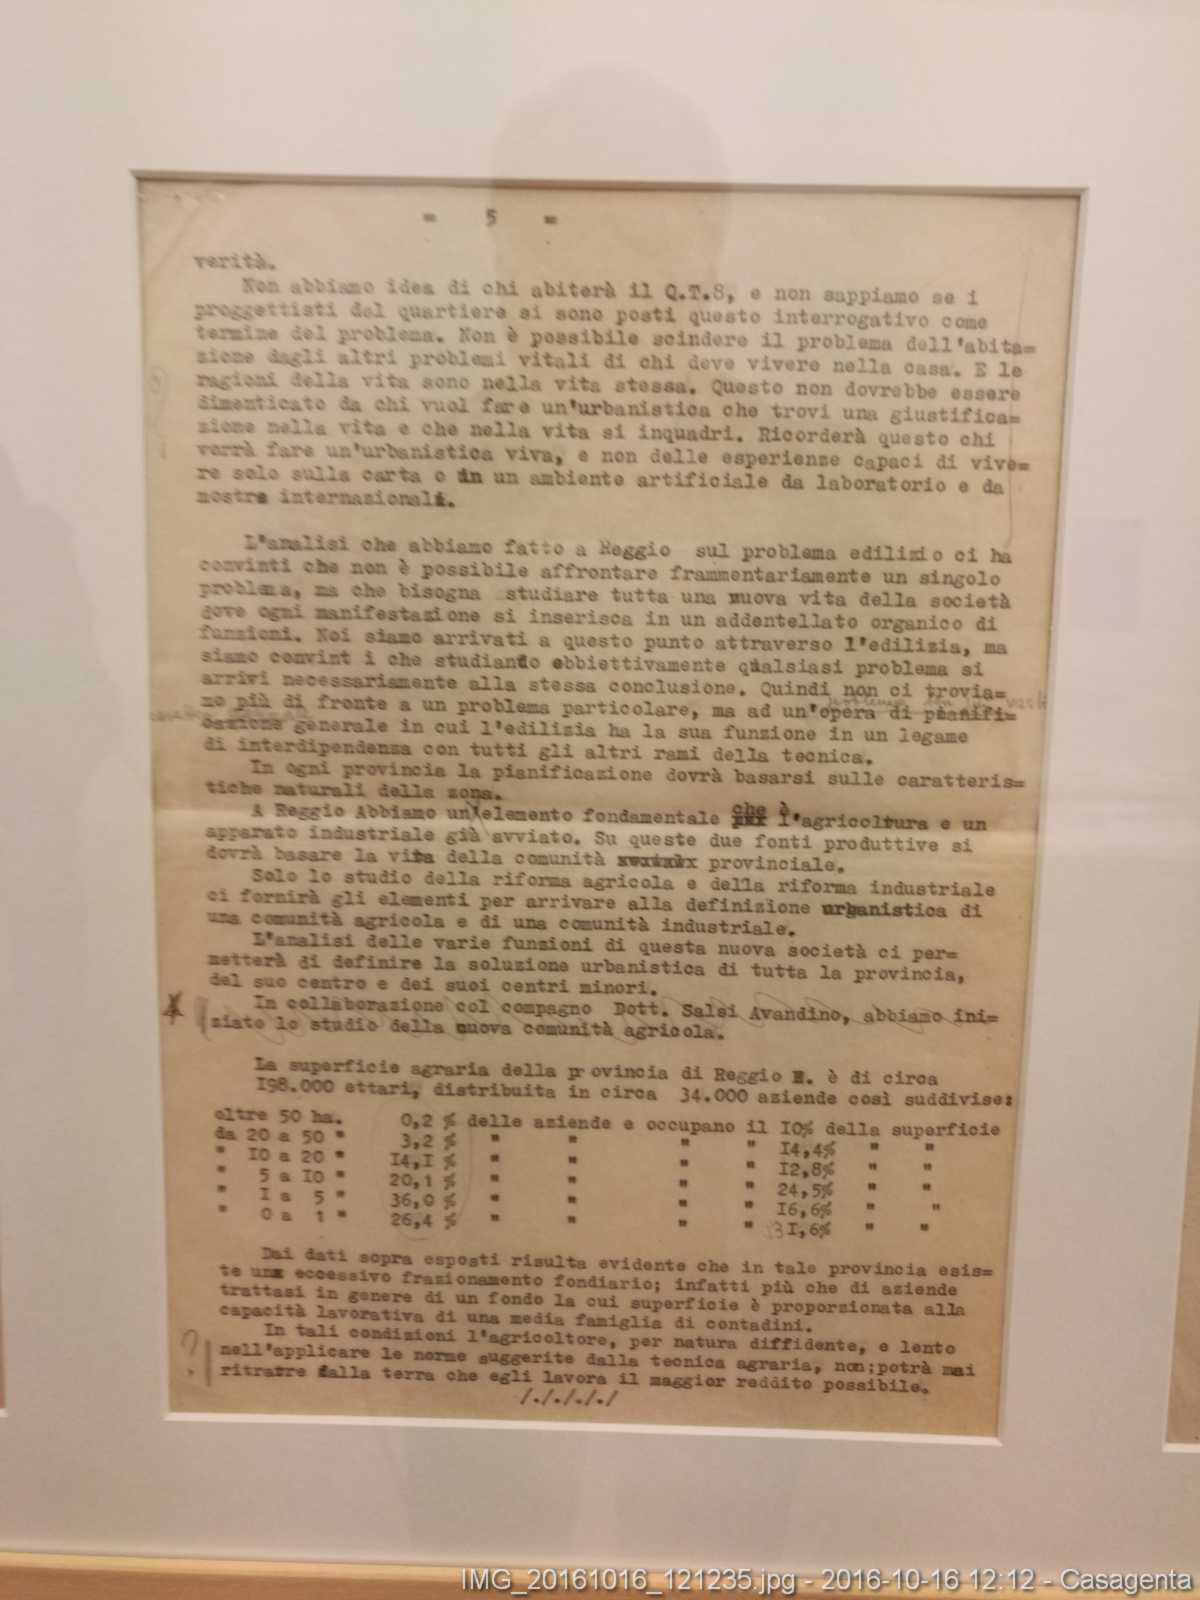 = 5 =
verità.
Non abbiamo idea di chi abiterà il Q.T.8, e non sappiamo se i
proggettisti del quartiere si sono posti questo interrogativo come
termine del problema. Non è possibile scindere il problema dell'abita=
zione dagli altri problemi vitali di chi deve vivere nella casa. E le
ragioni della vita sono nella vita stessa. Questo non dovrebbe essere
dimenticato da chi vuol fare un'urbanistica che trovi una giustifica=
zione nella vita e che nella vita si inquadri. Ricorderà questo chi
vorrà fare un'urbanistica viva, e non delle esperienze capaci di vive=
re solo sulla carta o in un ambiente artificiale da laboratorio e da
mostre internazionali.
L'analisi che abbiamo fatto a Reggio sul problema edilizio ci ha
convinti che non è possibile affrontare frammentariamente un singolo
problema, ma che bisogna studiare tutta una nuova vita della società
dove ogni manifestazione si inserisca in un addentellato organico di
funzioni. Noi siamo arrivati a questo punto attraverso l'edilizia, ma
siamo convint i che studiando obbiettivamente qualsiasi problema si
arrivi necessariamente alla stessa conclusione. Quindi non ci trovia=
mo più di fronte a un problema particolare, ma ad un'opera di pianifi=
cazione generale in cui l'edilizia ha la sua funzione in un legame
di interdipendenza con tutti gli altri rami della tecnica.
In ogni provincia la pianificazione dovrà basarsi sulle caratteris=
tiche naturali della zona.
A Reggio Abbiamo un'elemento fondamentale che è l'agricoltura e un
apparato industriale già avviato. Su queste due fonti produttive si
dovrà basare la vita della comunità provinciale.
Solo lo studio della riforma agricola e della riforma industriale
ci fornirà gli elementi per arrivare alla definizione urbanistica di
una comunità agricola e di una comunità industriale.
L'analisi delle varie funzioni di questa nuova società ci per=
metterà di definire la soluzione urbanistica di tutta la provincia,
del suo centro e dei suoi centri minori.
In collaborazione col compagno Dott. Salsi Avandino, abbiamo ini=
ziato lo studio della nuova comunità agricola.
La superficie agraria della provincia di Reggio E. è di circa
I98.000 ettari, distribuita in circa 34.000 aziende così suddivise:
oltre 50 ha. 0,2 % delle aziende e occupano il I0% della superficie
da 20 a 50 " 3,2 % " " " " I4,4% " "
" I0 a 20 " I4,I % " " " " I2,8% " "
" 5 a I0 " 20,1 % " " " " 24,5% " "
" I a 5 " 36,0 % " " " " I6,6% " "
" 0 a 1 " 26,4 % " " " " 3I,6% " "
Dai dati sopra esposti risulta evidente che in tale provincia esis=
te un eccessivo frazionamento fondiario; infatti più che di aziende
trattasi in genere di un fondo la cui superficie è proporzionata alla
capacità lavorativa di una media famiglia di contadini.
In tali condizioni l'agricoltore, per natura diffidente, e lento
nell'applicare le norme suggerite dalla tecnica agraria, non;potrà mai
ritrarre dalla terra che egli lavora il maggior reddito possibile.
/./././././
IMG_20161016_121235.jpg - 2016-10-16 12:12 - Casagenta